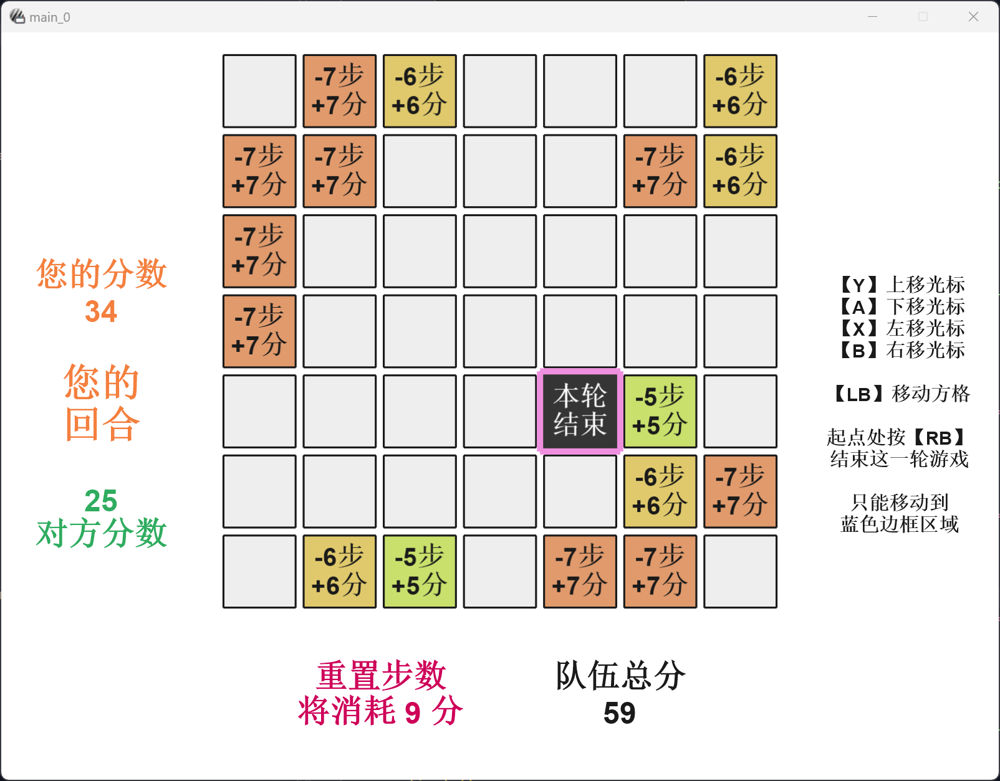 main_0
-7步
+7分
-6步
+6分
-6步
+6分
-7步
+7分
-7步
+7分
-7步
+7分
-6步
+6分
-7步
+7分
-7步
+7分
本轮
结束
-5步
+5分
-6步
+6分
-7步
+7分
-6步
+6分
-5步
+5分
-7步
+7分
-7步
+7分
您的分数
34
您的
回合
25
对方分数
【Y】上移光标
【A】下移光标
【X】左移光标
【B】右移光标
【LB】移动方格
起点处按【RB】
结束这一轮游戏
只能移动到
蓝色边框区域
重置步数
将消耗 9 分
队伍总分
59